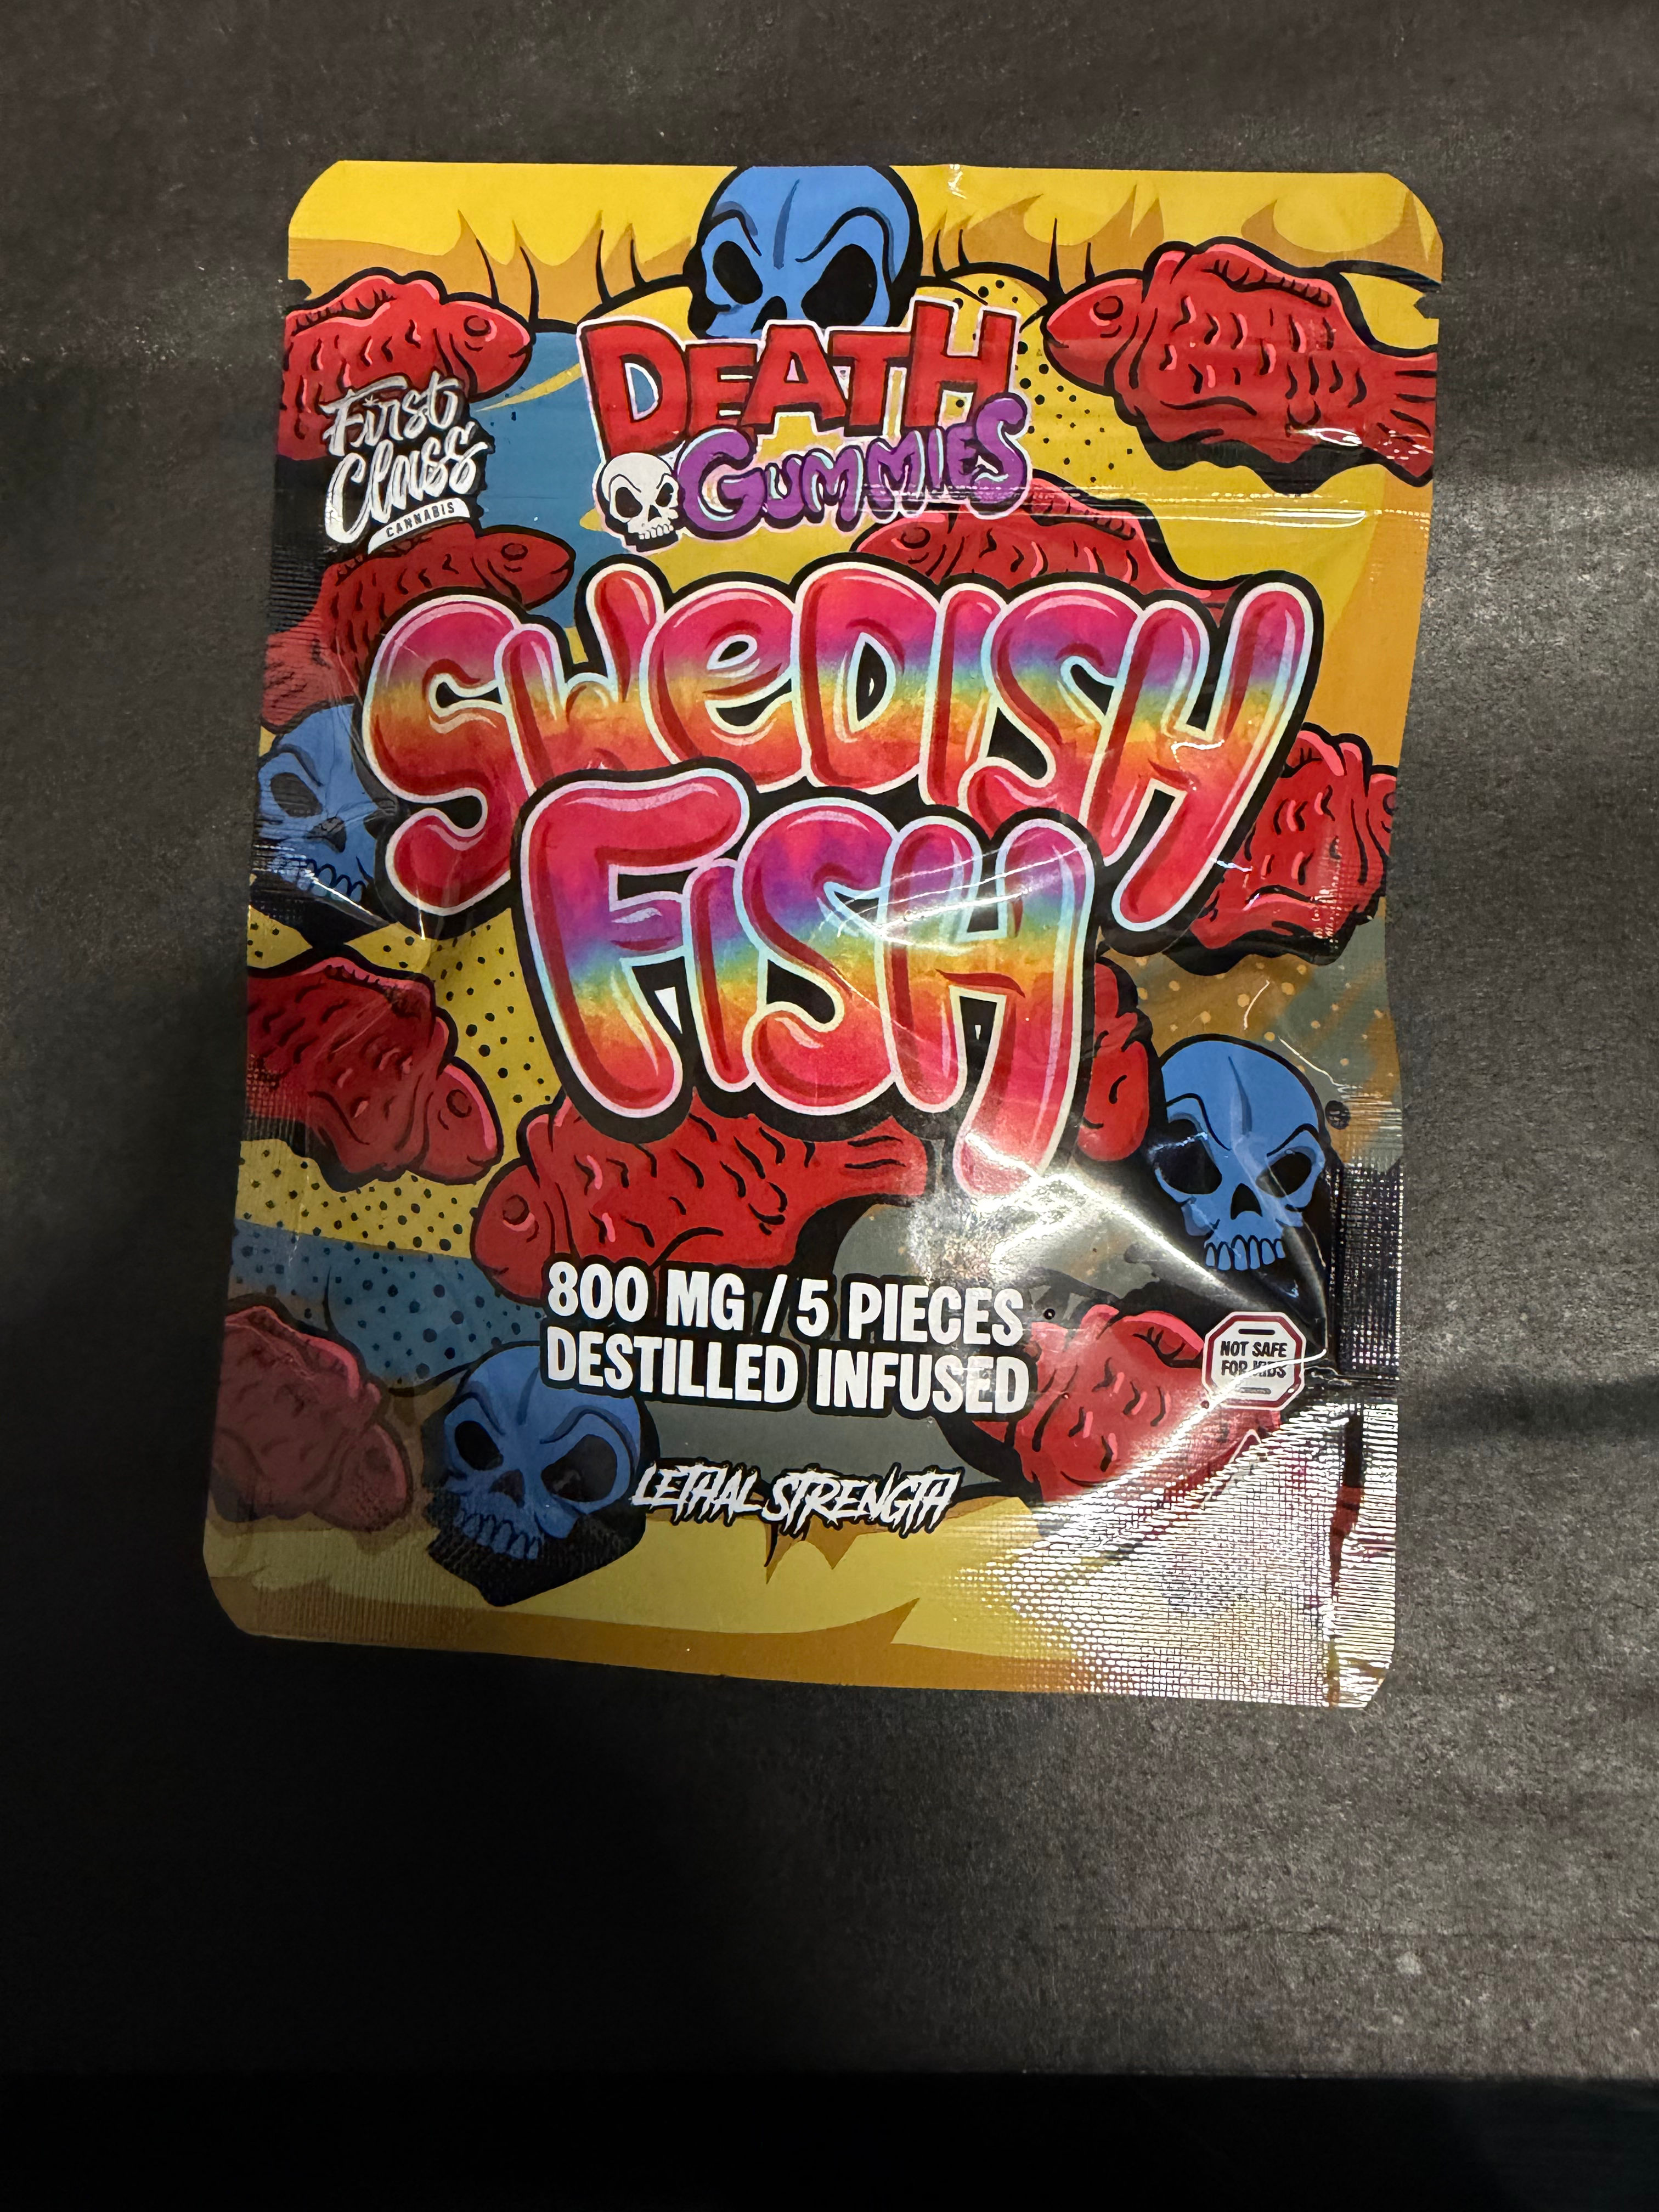 First
Class
CANNABIS
DEATH
GUMMIES
SWeDISH
FiSH
800 MG / 5 PIECES
DESTILLED INFUSED
NOT SAFE
FOR KIDS
LETHAL STRENGTH